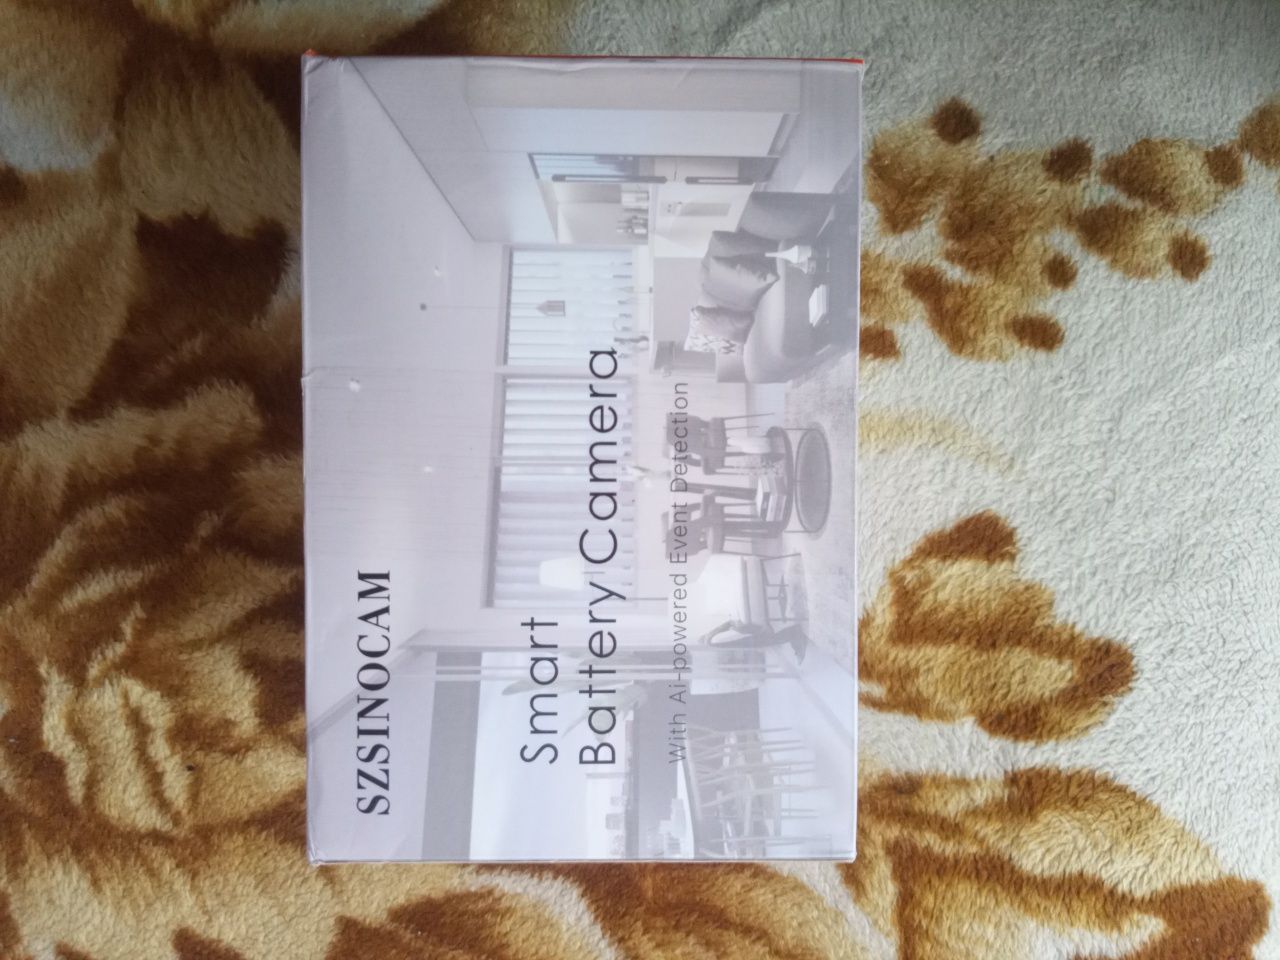 SZSINOCAM
Smart
Battery Camera
With Ai-powered Event Detection